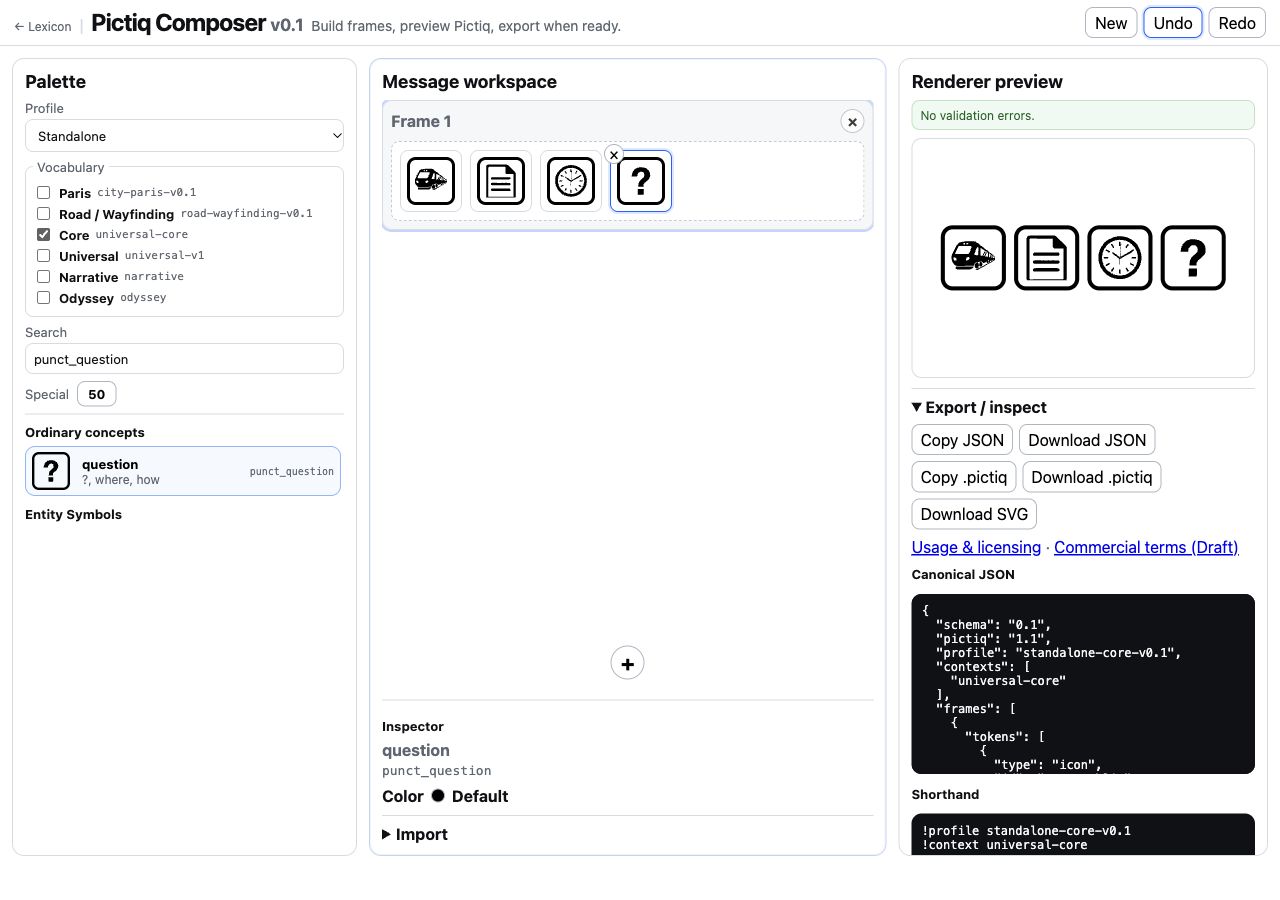 ← Lexicon | Pictiq Composer v0.1 Build frames, preview Pictiq, export when ready.
New Undo Redo
Palette
Profile
Standalone
Vocabulary
Paris city-paris-v0.1
Road / Wayfinding road-wayfinding-v0.1
Core universal-core
Universal universal-v1
Narrative narrative
Odyssey odyssey
Search
punct_question
Special 50
Ordinary concepts
?
question
?, where, how
punct_question
Entity Symbols
Message workspace
Frame 1
×
×
?
+
Inspector
question
punct_question
Color Default
Import
Renderer preview
No validation errors.
?
Export / inspect
Copy JSON Download JSON
Copy .pictiq Download .pictiq
Download SVG
Usage & licensing · Commercial terms (Draft)
Canonical JSON
{
"schema": "0.1",
"pictiq": "1.1",
"profile": "standalone-core-v0.1",
"contexts": [
"universal-core"
],
"frames": [
{
"tokens": [
{
"type": "icon",
Shorthand
!profile standalone-core-v0.1
!context universal-core